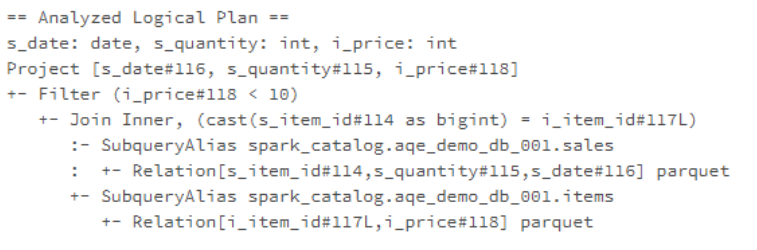 == Analyzed Logical Plan ==
s_date: date, s_quantity: int, i_price: int
Project [s_date#116, s_quantity#115, i_price#118]
+- Filter (i_price#118 < 10)
   +- Join Inner, (cast(s_item_id#114 as bigint) = i_item_id#117L)
      :- SubqueryAlias spark_catalog.aqe_demo_db_001.sales
      :  +- Relation[s_item_id#114,s_quantity#115,s_date#116] parquet
      +- SubqueryAlias spark_catalog.aqe_demo_db_001.items
         +- Relation[i_item_id#117L,i_price#118] parquet